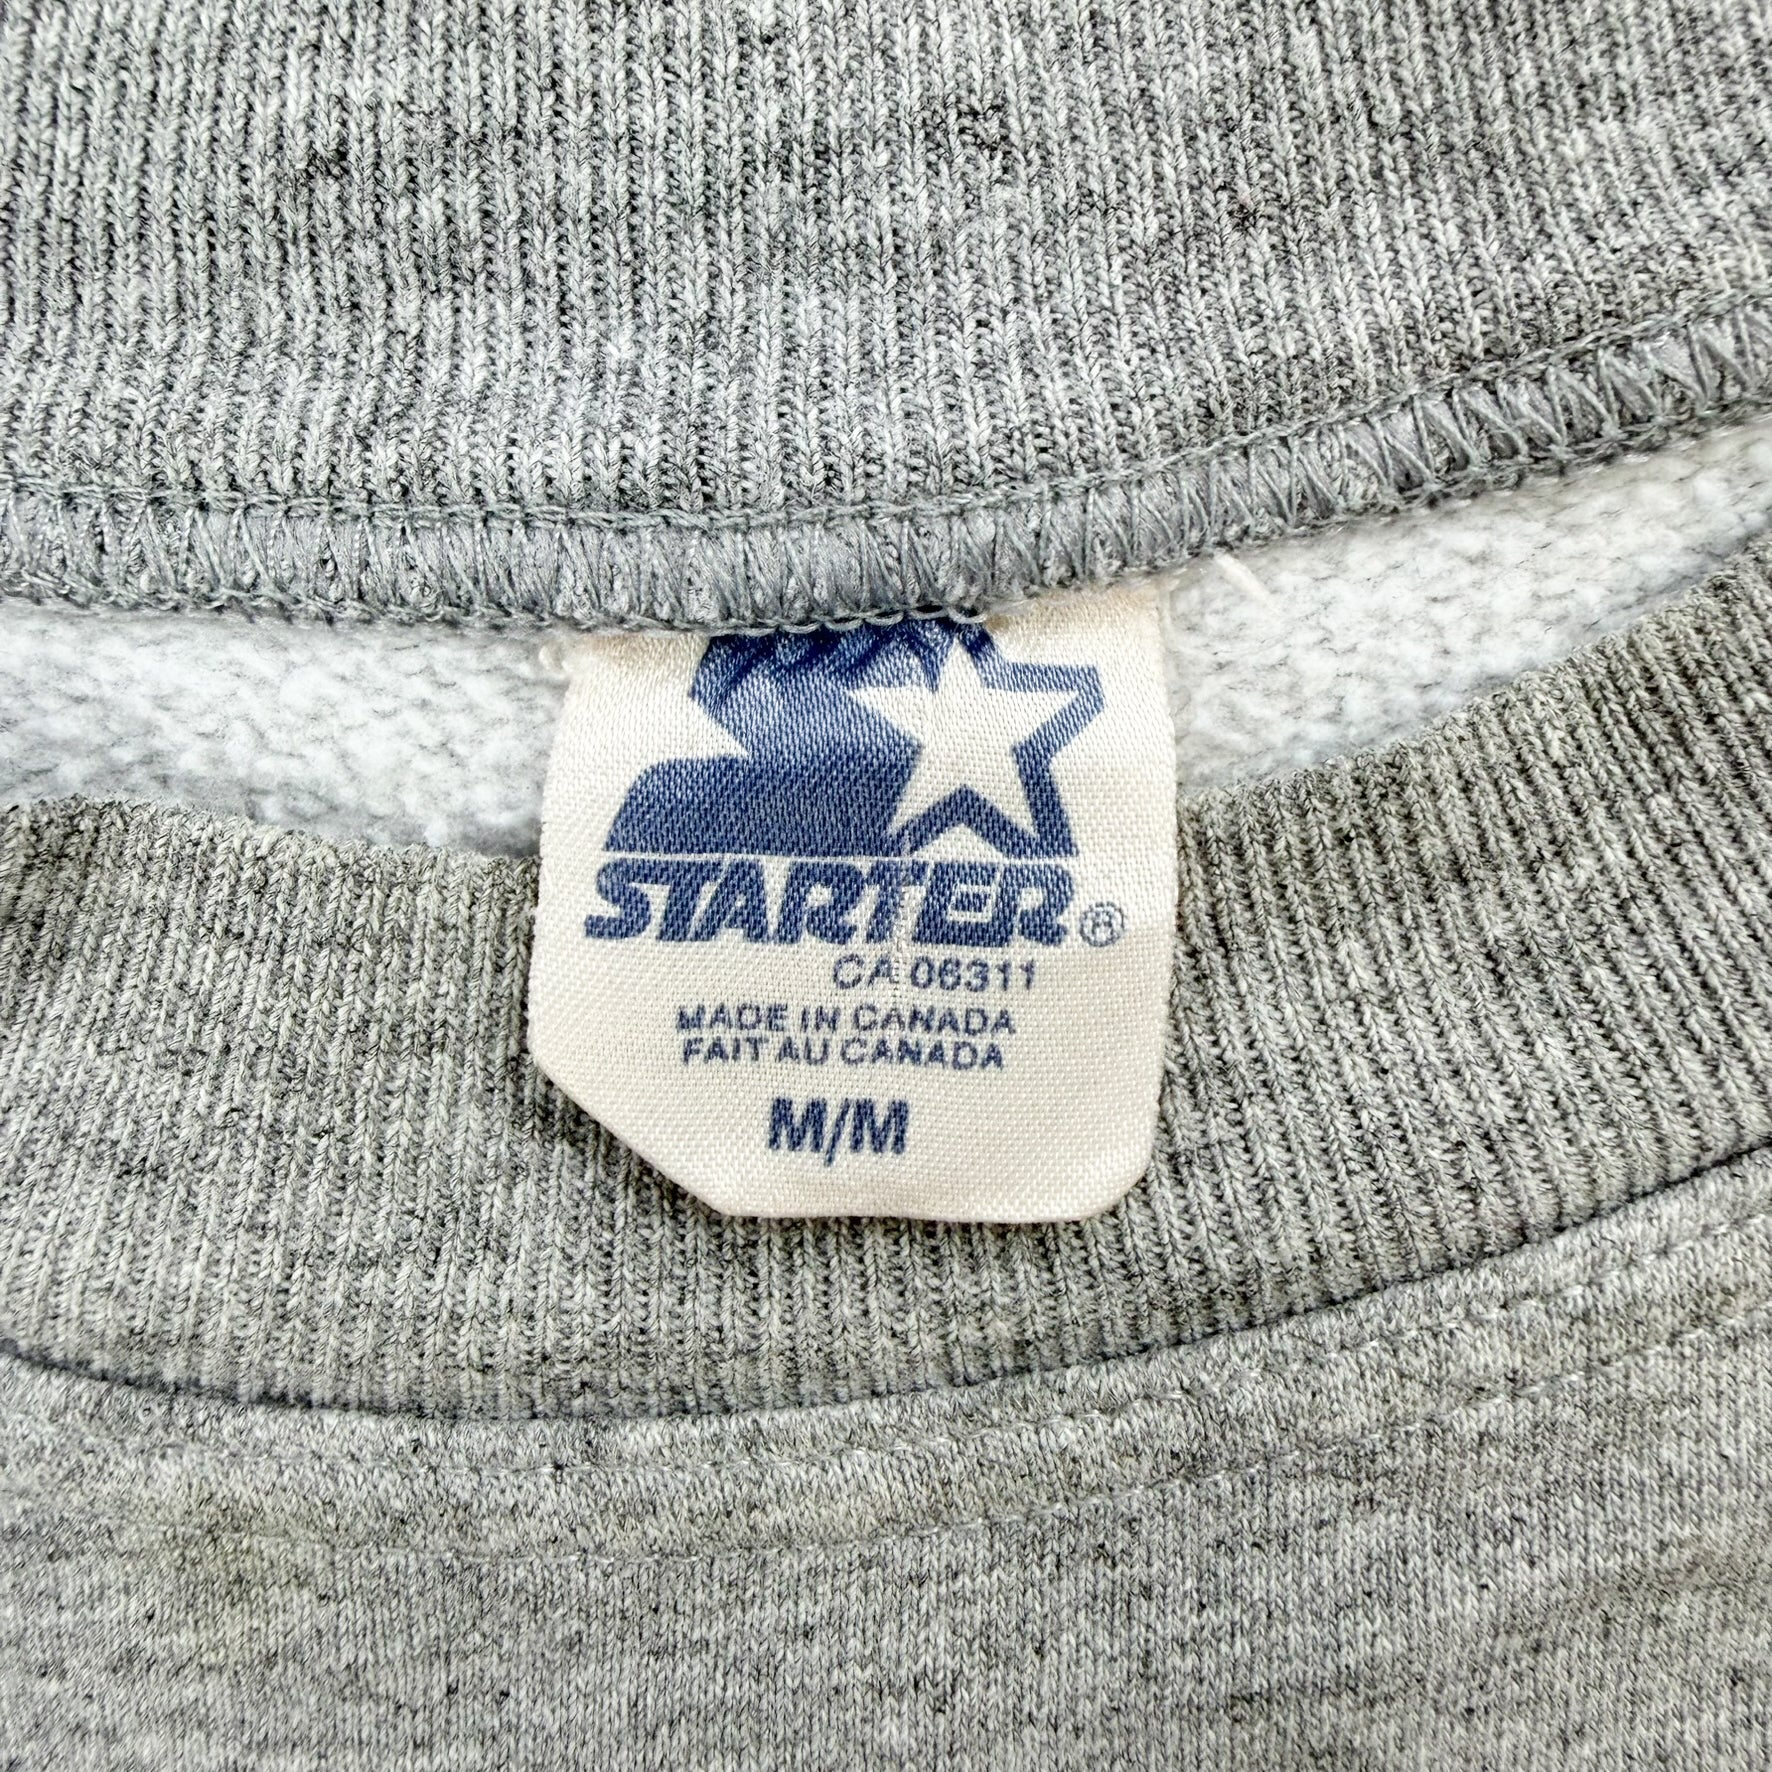 STARTER®
CA 06311
MADE IN CANADA
FAIT AU CANADA
M/M